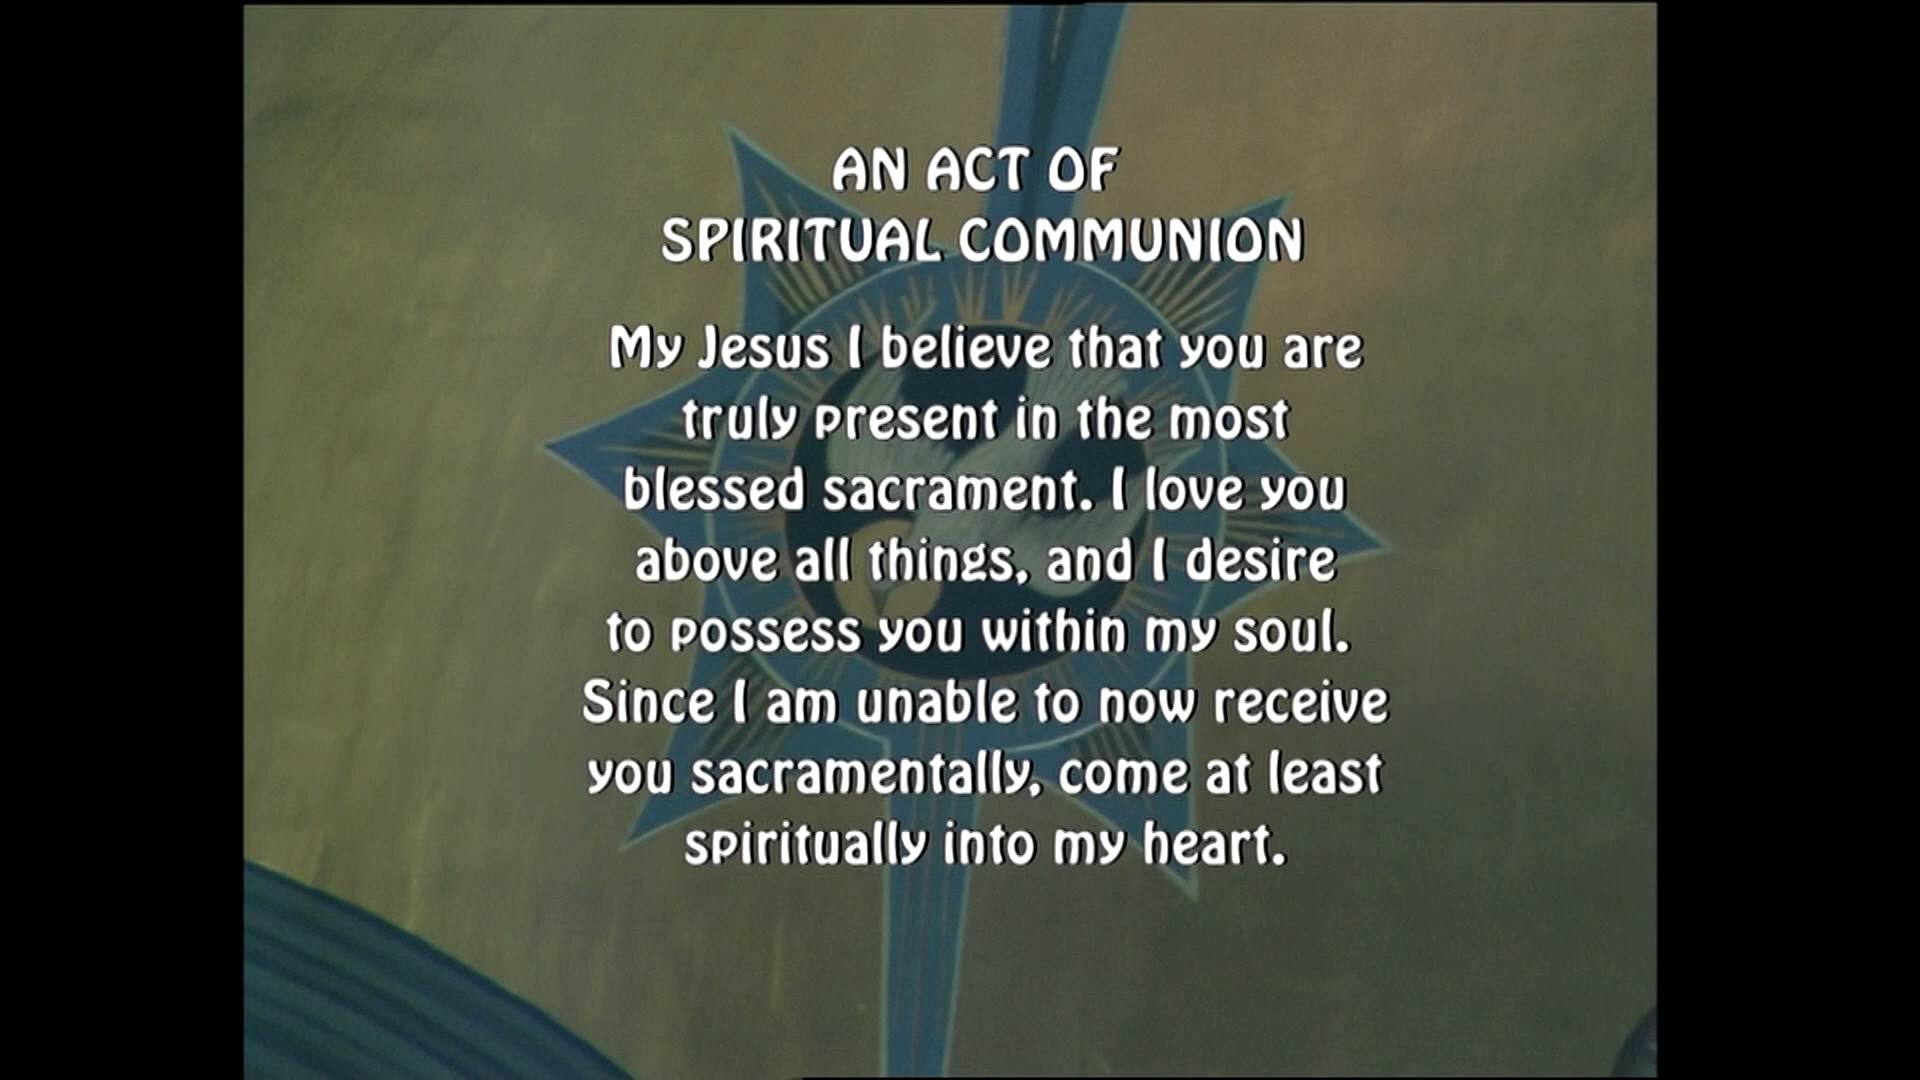 AN ACT OF
SPIRITUAL COMMUNION
My Jesus I believe that you are
truly present in the most
blessed sacrament. I love you
above all things, and I desire
to possess you within my soul.
Since I am unable to now receive
you sacramentally, come at least
spiritually into my heart.